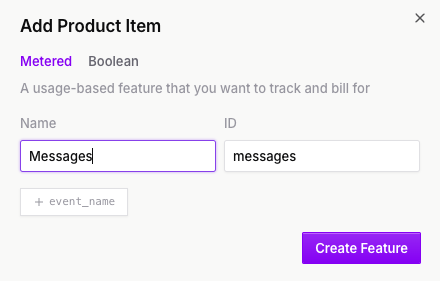 Add Product Item
Metered Boolean
A usage-based feature that you want to track and bill for
Name ID
Messages messages
+ event_name
Create Feature